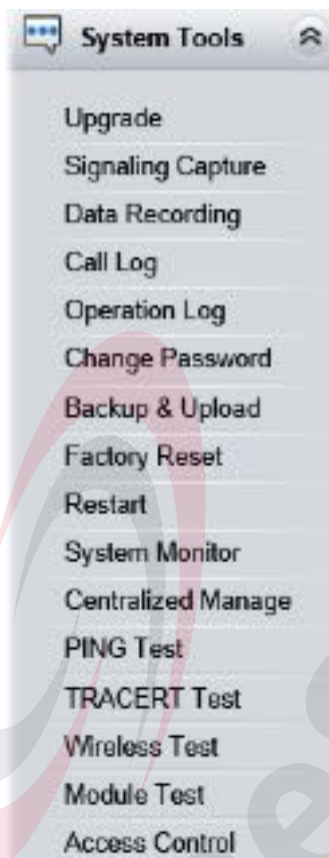 System Tools
Upgrade
Signaling Capture
Data Recording
Call Log
Operation Log
Change Password
Backup & Upload
Factory Reset
Restart
System Monitor
Centralized Manage
PING Test
TRACERT Test
Wireless Test
Module Test
Access Control